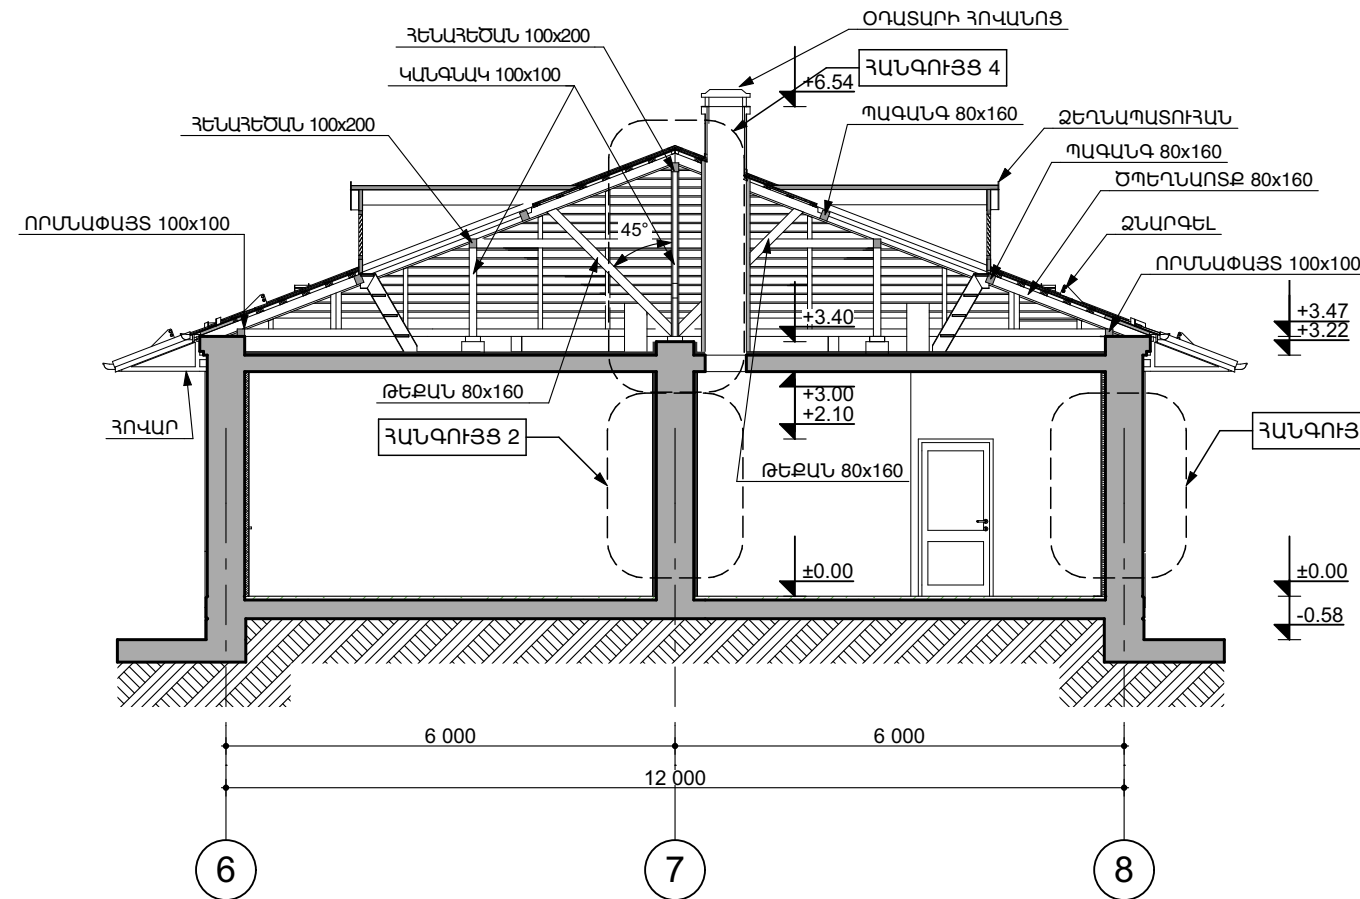 ՕԴԱՏԱՐԻ ՀՈՎԱՆՈՑ
ՀԵՆԱՀԵԾԱՆ 100x200
ՀԱՆԳՈՒՅՑ 4
ԿԱՆԳՆԱԿ 100x100
+6.54
ՀԵՆԱՀԵԾԱՆ 100x200
ՊԱԳԱՆԳ 80x160
ՁԵՂՆԱՊԱՏՈՒՀԱՆ
ՊԱԳԱՆԳ 80x160
ԾՊԵՂՆԱՈՏՔ 80x160
ՈՐՄՆԱՓԱՅՏ 100x100
45°
ՁՆԱՐԳԵԼ
ՈՐՄՆԱՓԱՅՏ 100x100
+3.40
+3.47
+3.22
ԹԵՔԱՆ 80x160
+3.00
+2.10
ՀՈՎԱՐ
ՀԱՆԳՈՒՅՑ 2
ՀԱՆԳՈՒՅ
ԹԵՔԱՆ 80x160
±0.00
±0.00
-0.58
6 000
6 000
12 000
6
7
8